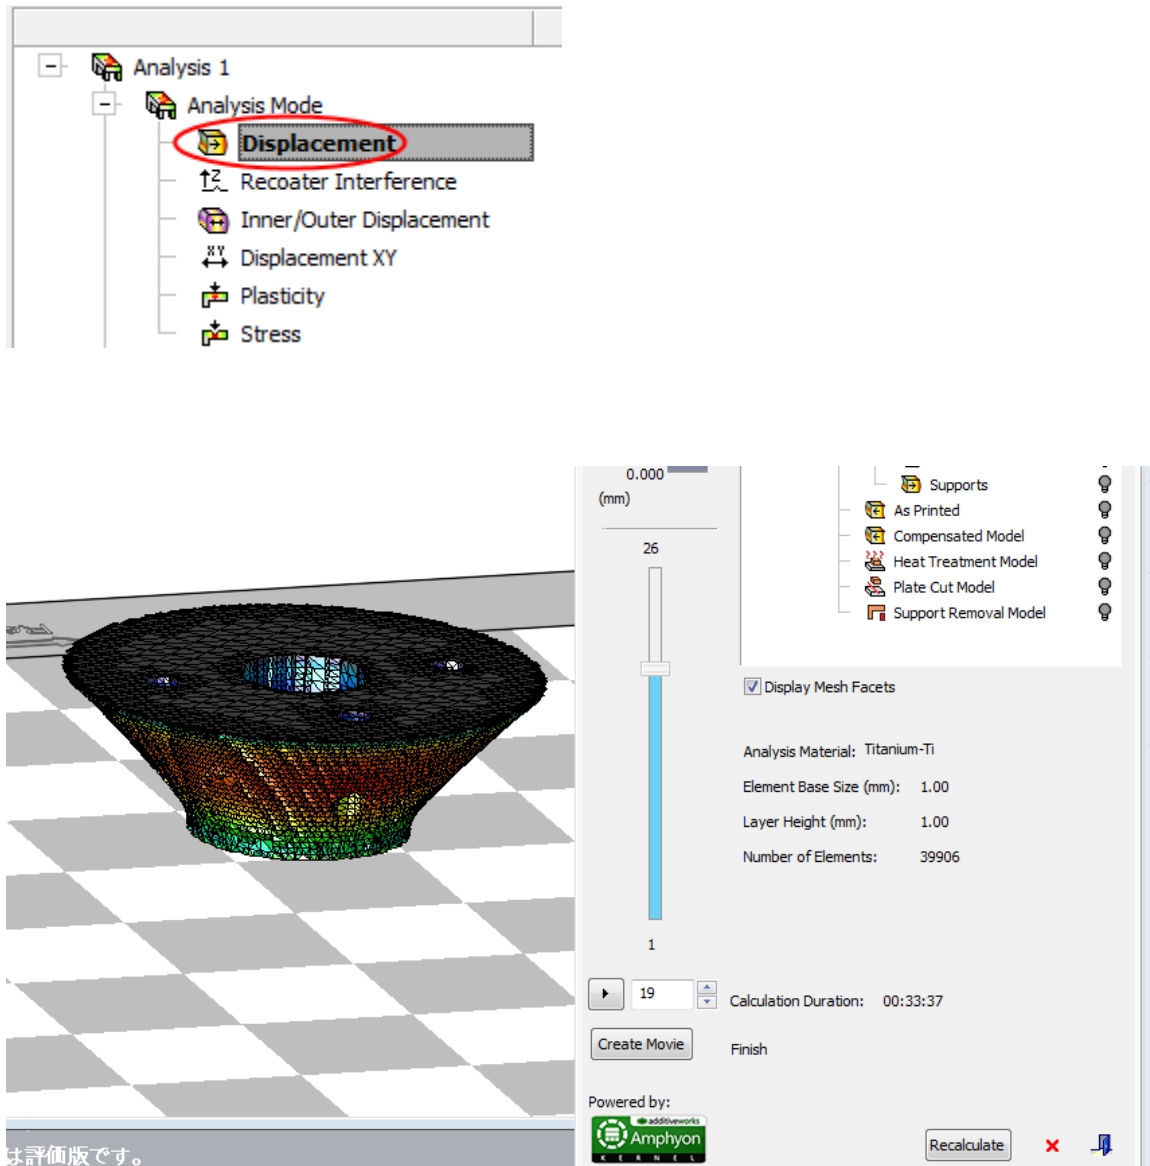 Analysis 1
Analysis Mode
Displacement
Recoater Interference
Inner/Outer Displacement
Displacement XY
Plasticity
Stress
0.000
(mm)
26
1
19
Create Movie
Supports
As Printed
Compensated Model
Heat Treatment Model
Plate Cut Model
Support Removal Model
Display Mesh Facets
Analysis Material: Titanium-Ti
Element Base Size (mm): 1.00
Layer Height (mm): 1.00
Number of Elements: 39906
Calculation Duration: 00:33:37
Finish
Powered by:
additiveworks
Amphyon
KERNEL
Recalculate
は評価版です。